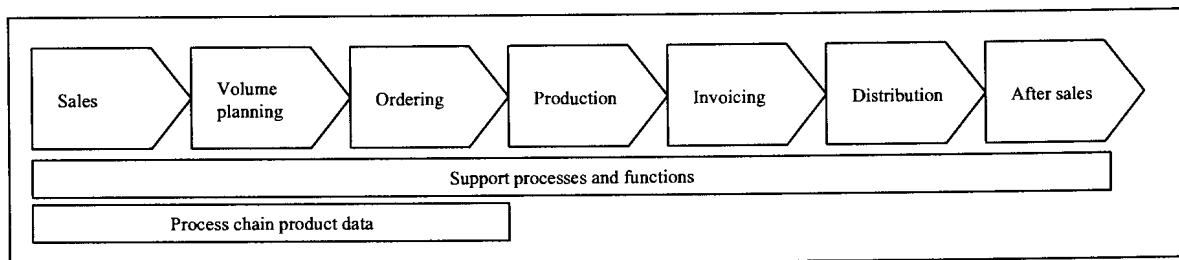 Sales
Volume
planning
Ordering
Production
Invoicing
Distribution
After sales
Support processes and functions
Process chain product data